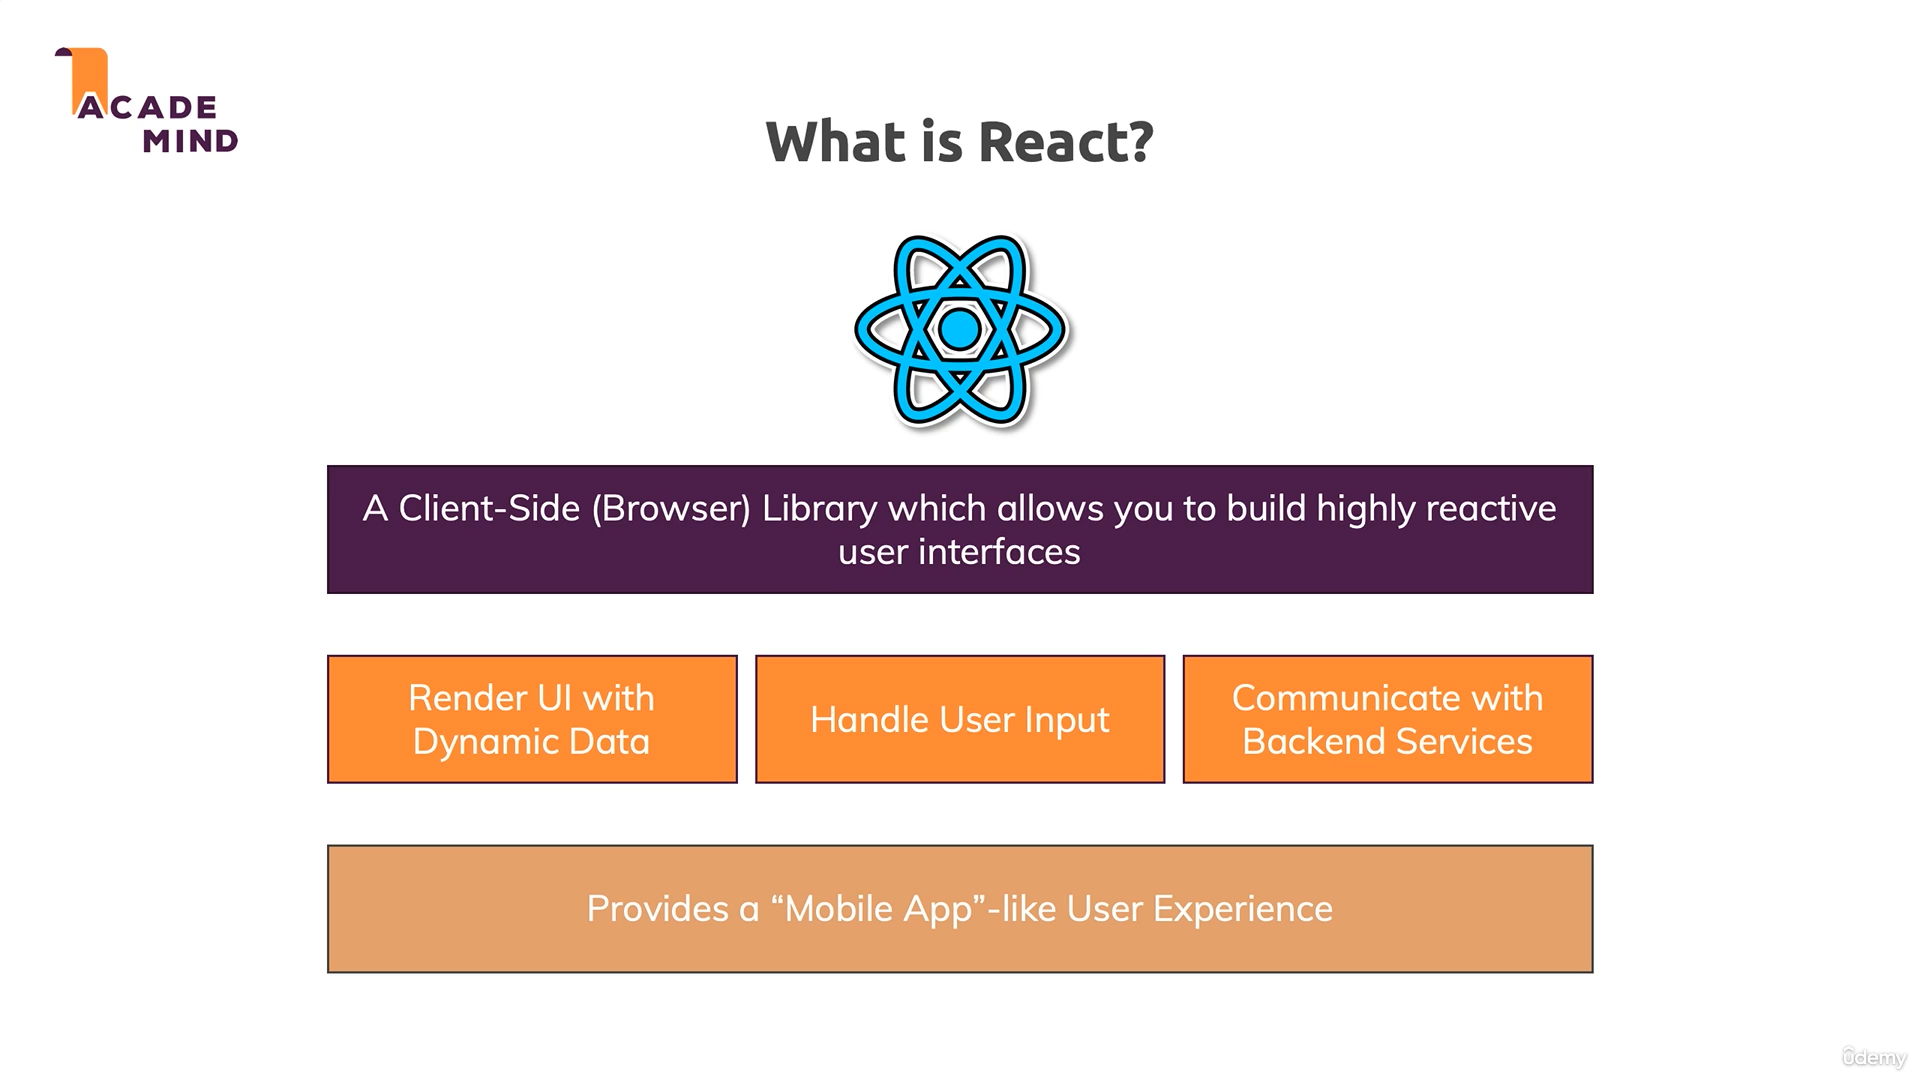 ACADE
MIND
What is React?
A Client-Side (Browser) Library which allows you to build highly reactive
user interfaces
Render UI with
Dynamic Data
Handle User Input
Communicate with
Backend Services
Provides a “Mobile App”-like User Experience
ûdemy